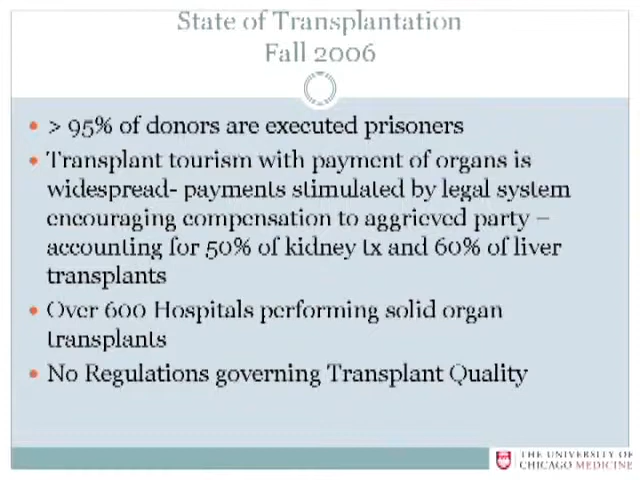 State of Transplantation
Fall 2006
• > 95% of donors are executed prisoners
• Transplant tourism with payment of organs is
widespread- payments stimulated by legal system
encouraging compensation to aggrieved party –
accounting for 50% of kidney tx and 60% of liver
transplants
• Over 600 Hospitals performing solid organ
transplants
• No Regulations governing Transplant Quality
THE UNIVERSITY OF
CHICAGO MEDICINE